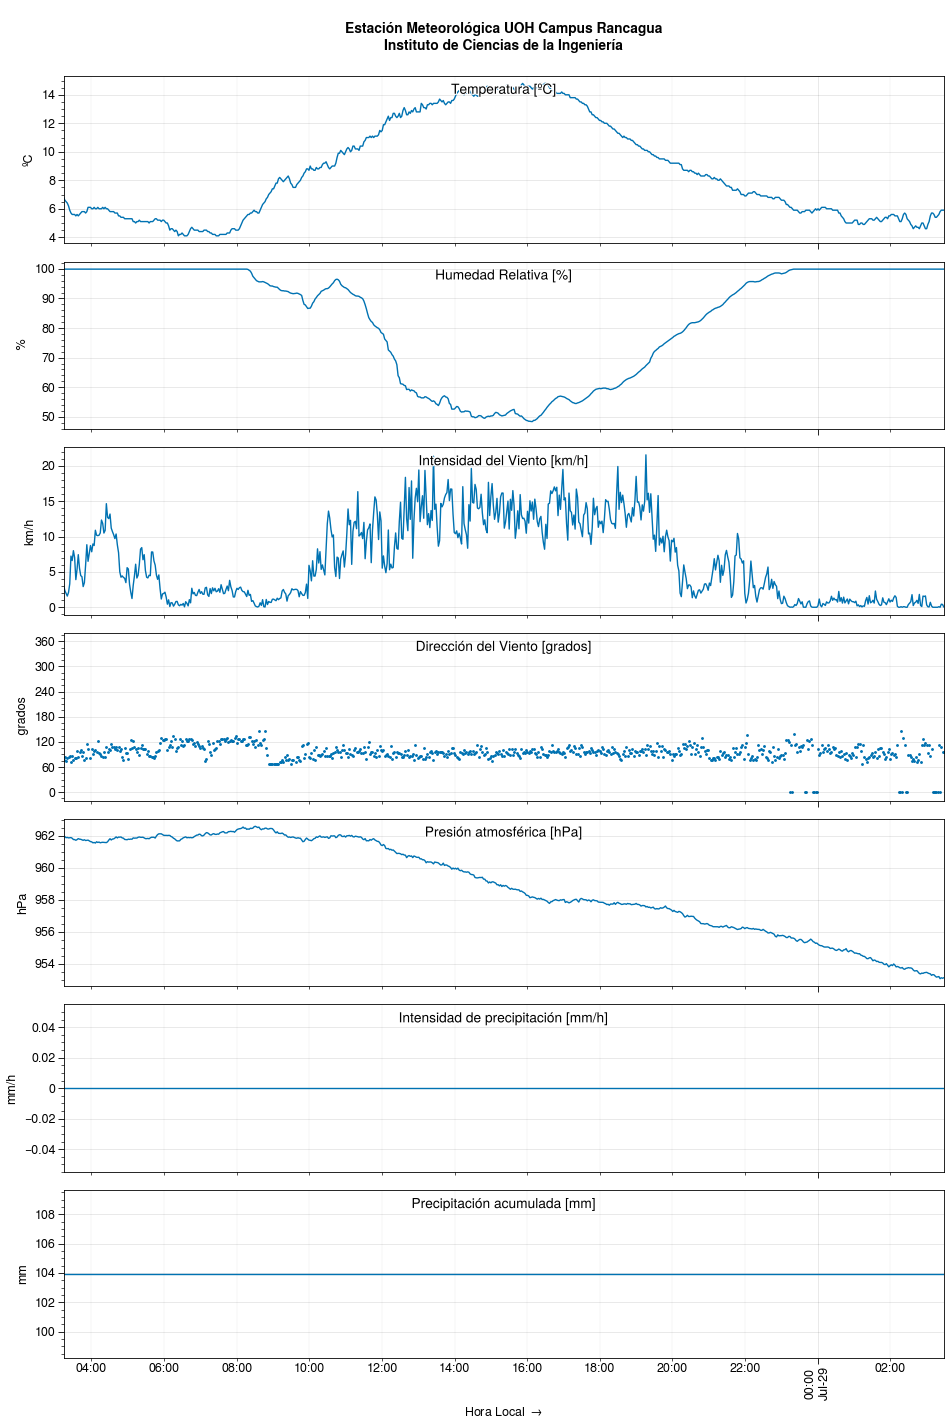 Estación Meteorológica UOH Campus Rancagua
Instituto de Ciencias de la Ingeniería
Temperatura [ºC]
ºC
14
12
10
8
6
4
Humedad Relativa [%]
%
100
90
80
70
60
50
Intensidad del Viento [km/h]
km/h
20
15
10
5
0
Dirección del Viento [grados]
grados
360
300
240
180
120
60
0
Presión atmosférica [hPa]
hPa
962
960
958
956
954
Intensidad de precipitación [mm/h]
mm/h
0.04
0.02
0
−0.02
−0.04
Precipitación acumulada [mm]
mm
108
106
104
102
100
04:00 06:00 08:00 10:00 12:00 14:00 16:00 18:00 20:00 22:00 00:00 02:00
Jul-29
Hora Local →